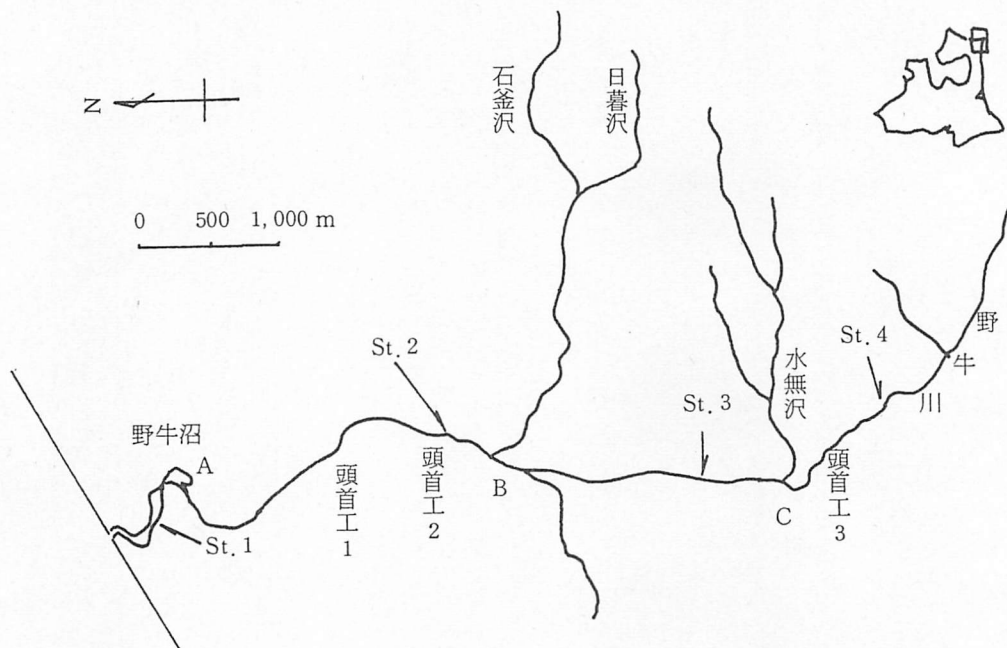 石釜沢
日暮沢
N
0 500 1,000 m
St. 2
St. 4
野牛川
水無沢
St. 3
野牛沼
A
頭首工1
頭首工2
B
C
頭首工3
St. 1